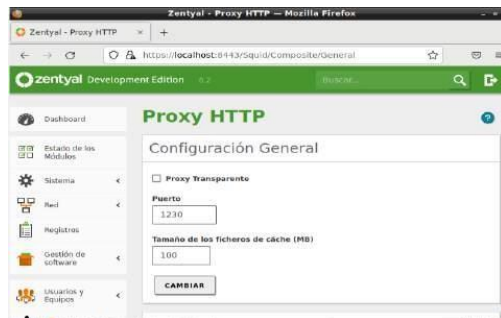 Zentyal - Proxy HTTP — Mozilla Firefox
Zentyal - Proxy HTTP
https://localhost:8443/Squid/Composite/General
zentyal Development Edition
Buscar...
Dashboard
Estado de los
Módulos
Sistema
Red
Registros
Gestión de
software
Usuarios y
Equipos
Proxy HTTP
Configuración General
Proxy Transparente
Puerto
1230
Tamaño de los ficheros de cáche (MB)
100
CAMBIAR